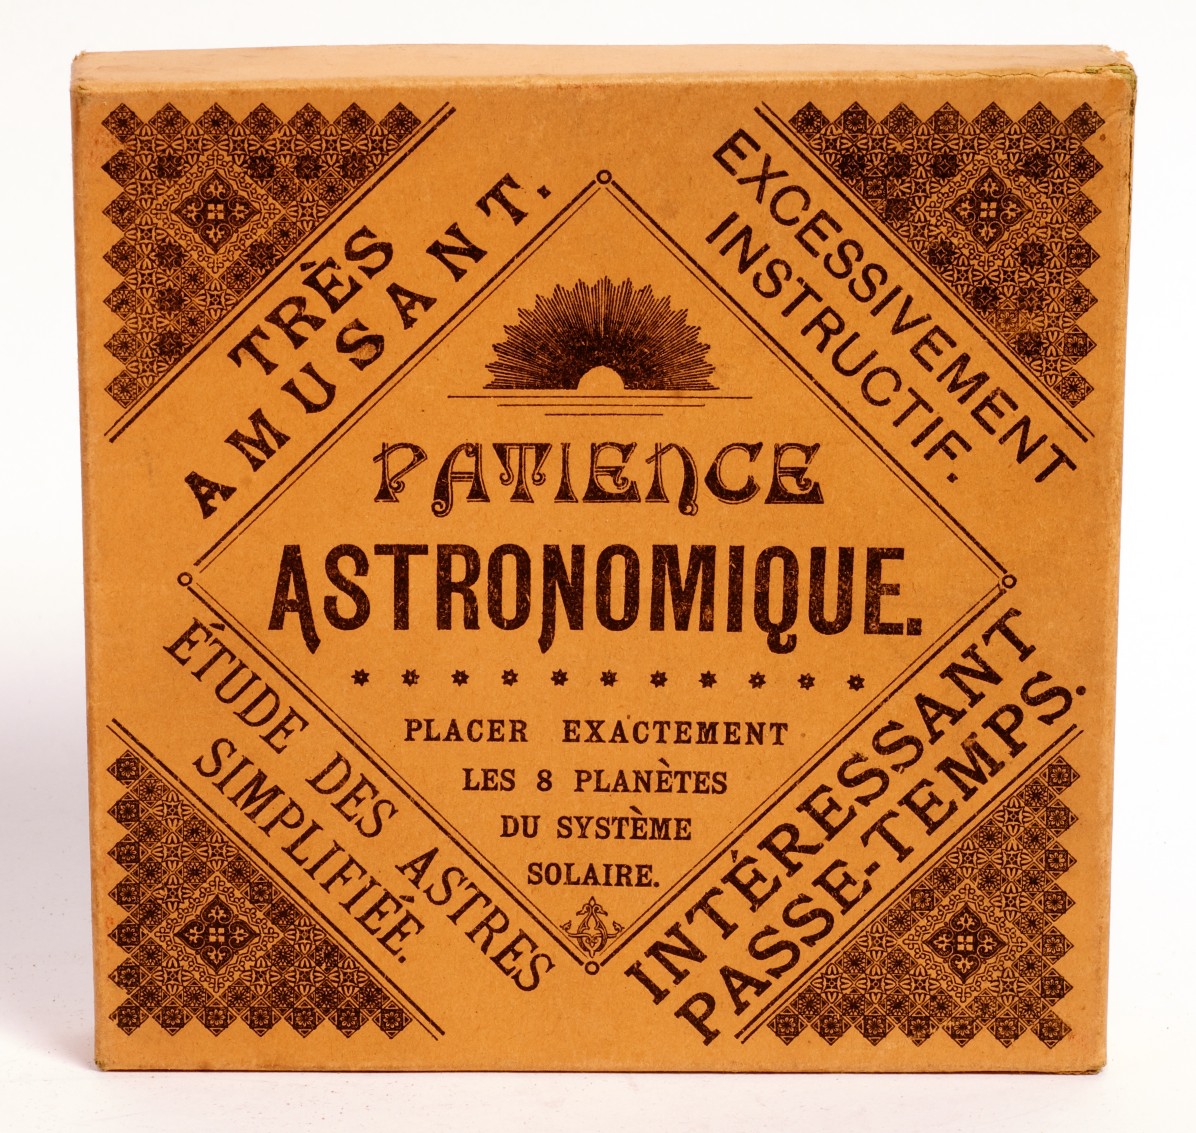 TRÈS
AMUSANT.
EXCESSIVEMENT
INSTRUCTIF.
PATIENCE
ASTRONOMIQUE.
PLACER EXACTEMENT
LES 8 PLANÈTES
DU SYSTÈME
SOLAIRE.
ÉTUDE DES ASTRES
SIMPLIFIÉE.
INTÉRESSANT
PASSE-TEMPS.